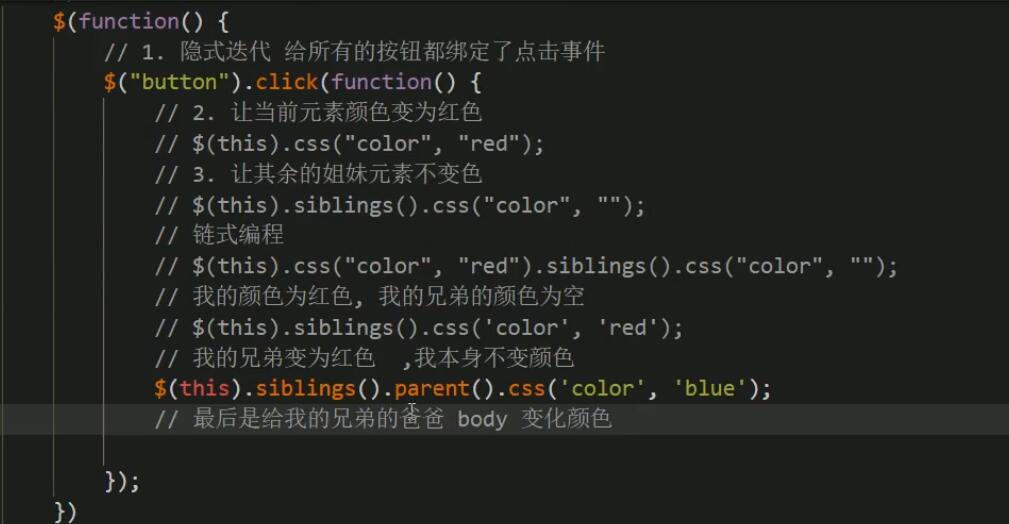 $(function() {
// 1. 隐式迭代 给所有的按钮都绑定了点击事件
$("button").click(function() {
// 2. 让当前元素颜色变为红色
// $(this).css("color", "red");
// 3. 让其余的姐妹元素不变色
// $(this).siblings().css("color", "");
// 链式编程
// $(this).css("color", "red").siblings().css("color", "");
// 我的颜色为红色, 我的兄弟的颜色为空
// $(this).siblings().css('color', 'red');
// 我的兄弟变为红色  ,我本身不变颜色
$(this).siblings().parent().css('color', 'blue');
// 最后是给我的兄弟的爸爸 body 变化颜色
});
})